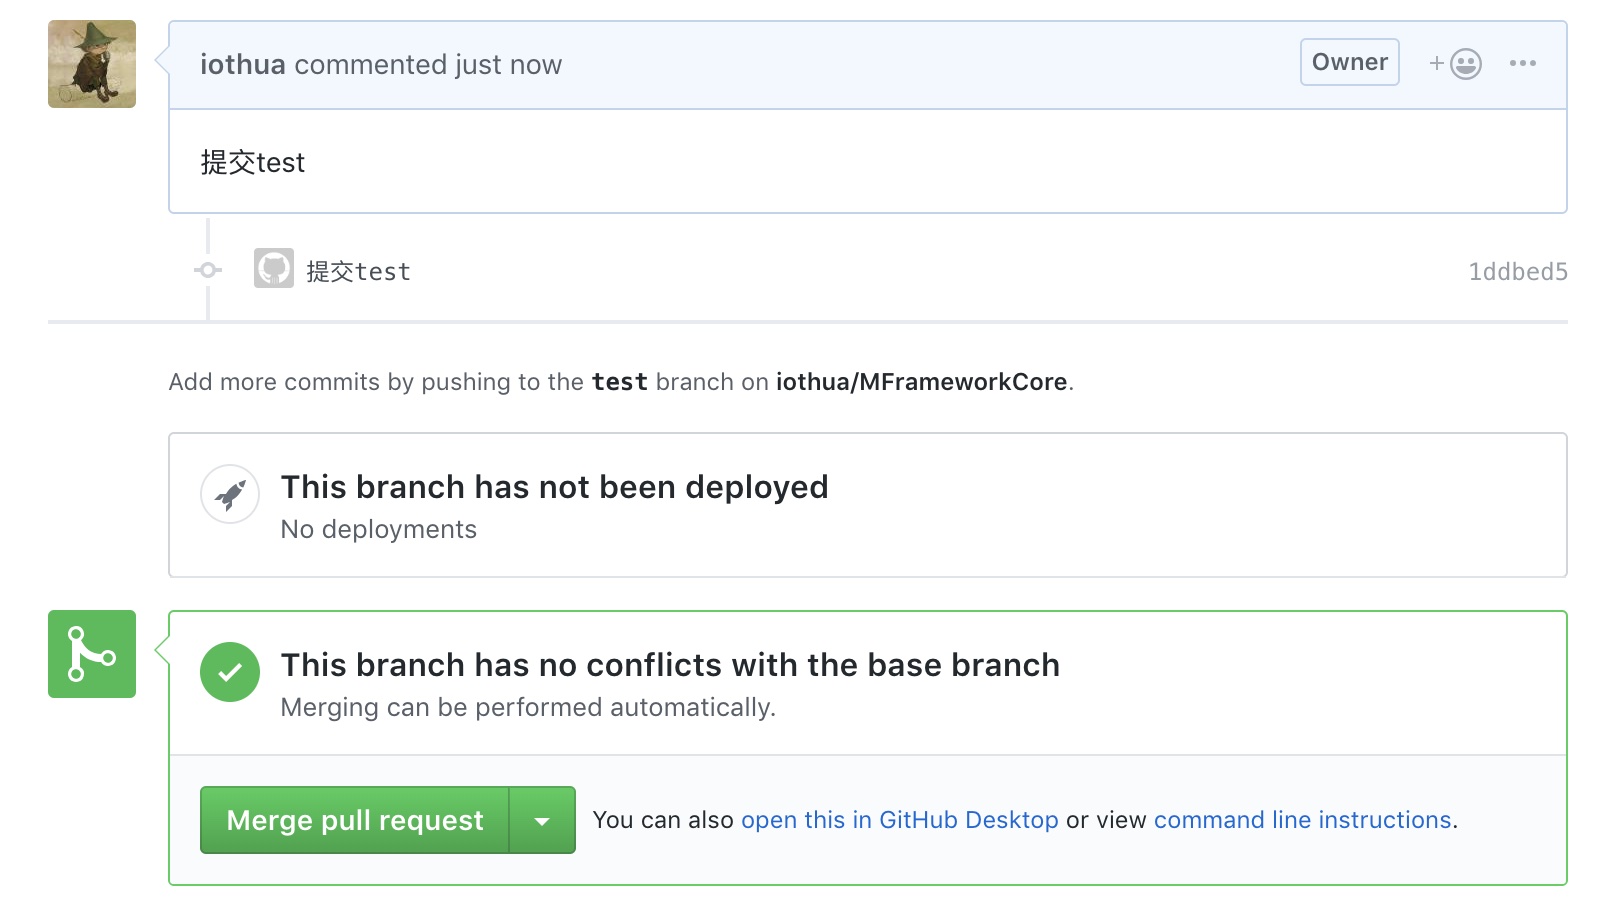 iothua commented just now Owner
提交test
提交test 1ddbed5
Add more commits by pushing to the test branch on iothua/MFrameworkCore.
This branch has not been deployed
No deployments
This branch has no conflicts with the base branch
Merging can be performed automatically.
Merge pull request You can also open this in GitHub Desktop or view command line instructions.